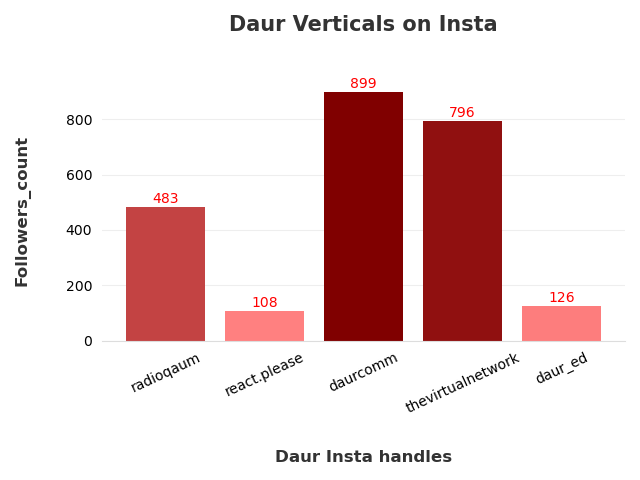 Daur Verticals on Insta
Followers_count
800
600
400
200
0
483
108
899
796
126
radioqaum
react.please
daurcomm
thevirtualnetwork
daur_ed
Daur Insta handles